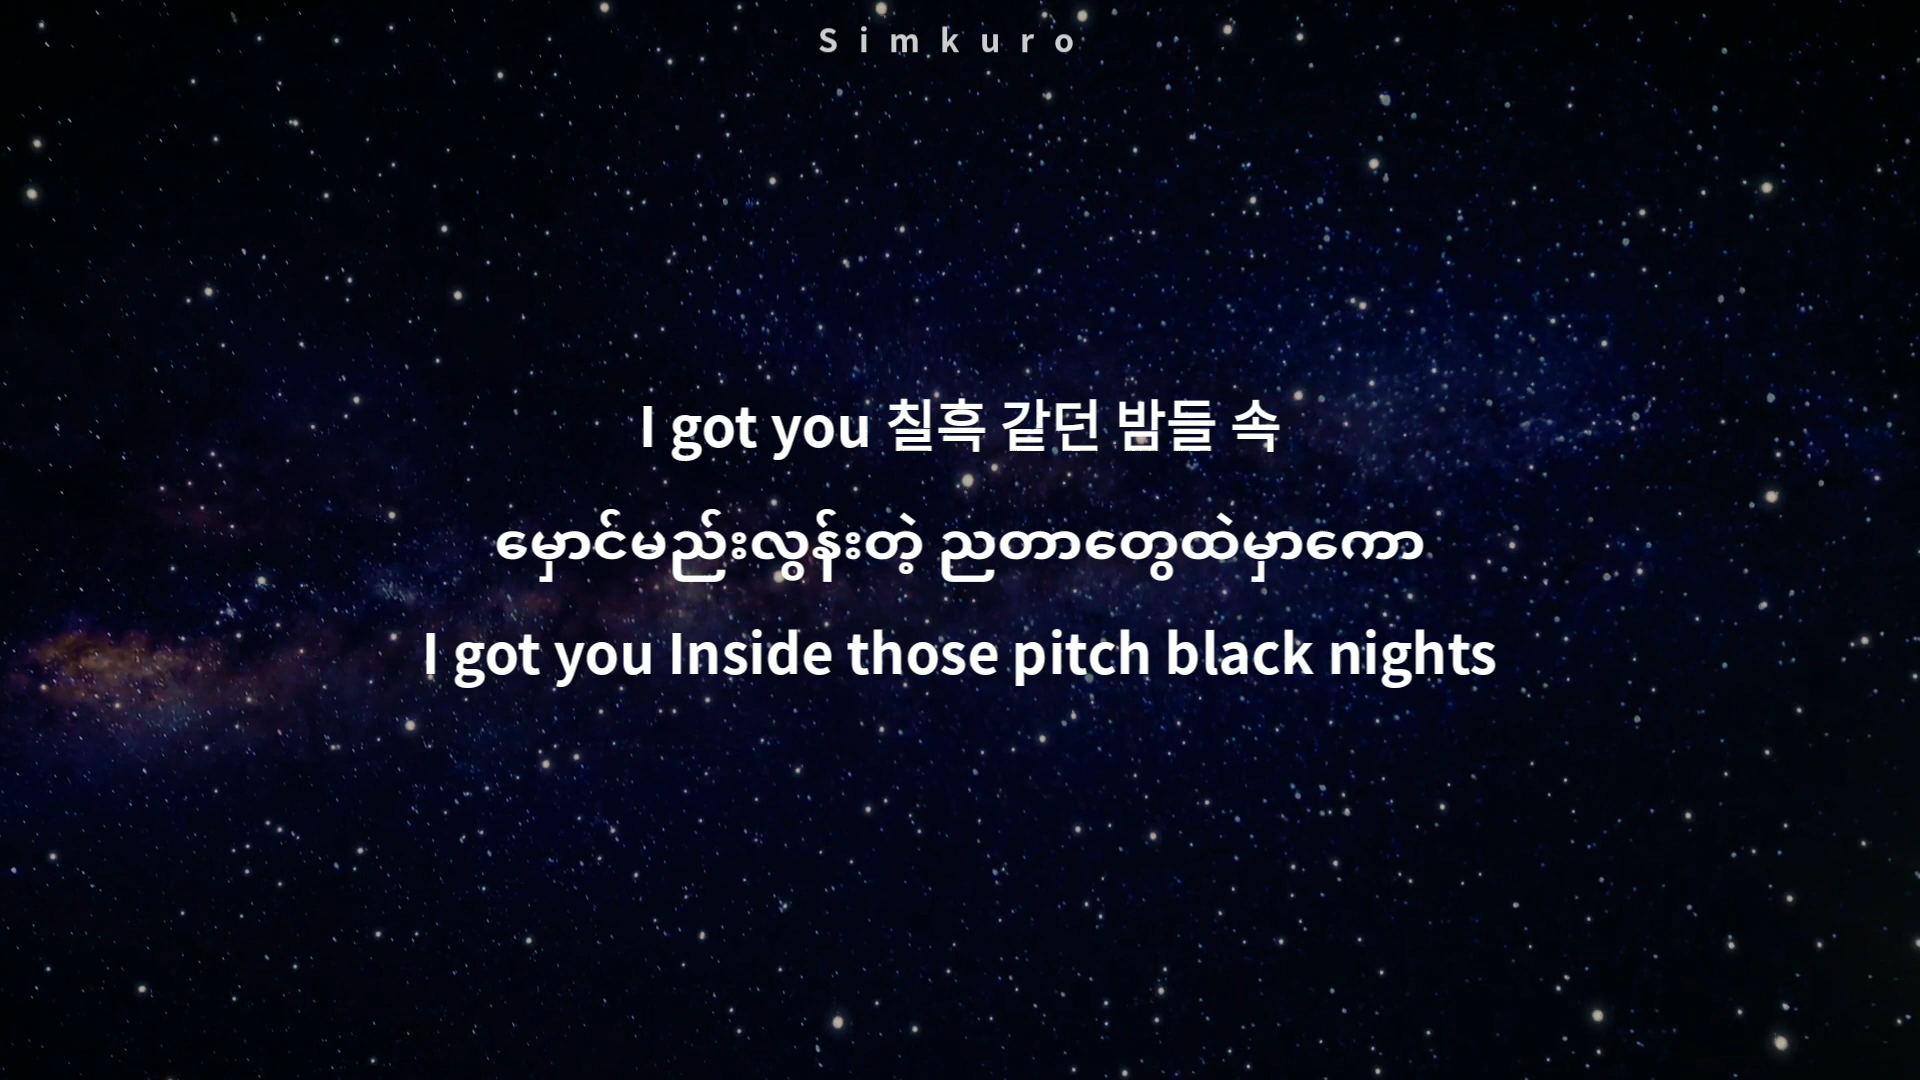 Simkuro
I got you 칠흑 같던 밤들 속
မှောင်မည်းလွန်းတဲ့ ညတာတွေထဲမှာကော
I got you Inside those pitch black nights